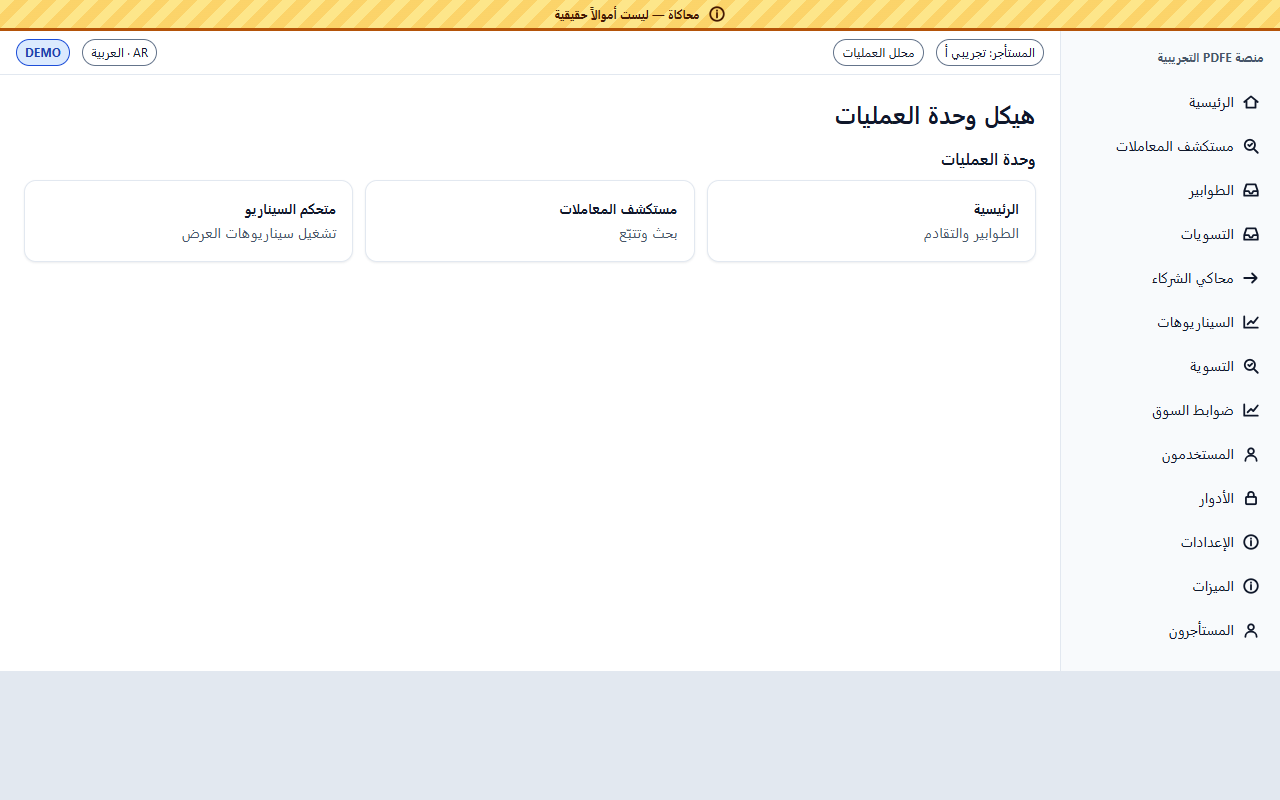 محاكاة — ليست أموالاً حقيقية
منصة PDFE التجريبية
الرئيسية
مستكشف المعاملات
الطوابير
التسويات
محاكي الشركاء
السيناريوهات
التسوية
ضوابط السوق
المستخدمون
الأدوار
الإعدادات
الميزات
المستأجرون
المستأجر: تجريبي أ
محلل العمليات
AR · العربية
DEMO
هيكل وحدة العمليات
وحدة العمليات
الرئيسية
الطوابير والتقادم
مستكشف المعاملات
بحث وتتبّع
متحكم السيناريو
تشغيل سيناريوهات العرض